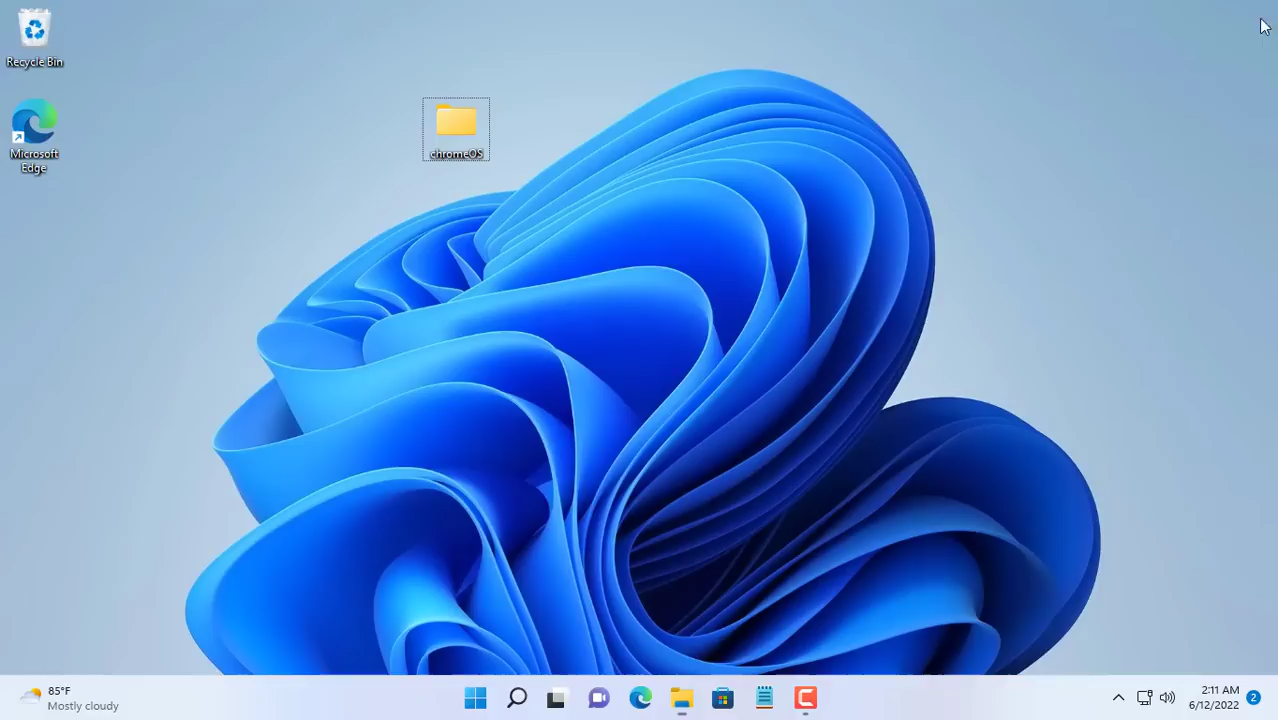 Recycle Bin
Microsoft
Edge
chromeOS
85°F
Mostly cloudy
2:11 AM
6/12/2022
2